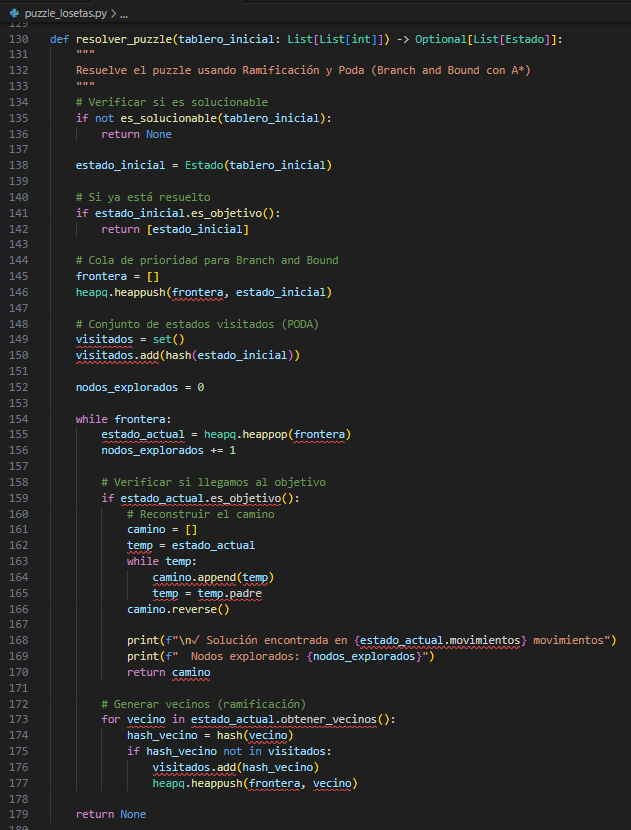 puzzle_losetas.py > ...
129
130 def resolver_puzzle(tablero_inicial: List[List[int]]) -> Optional[List[Estado]]:
131     """
132     Resuelve el puzzle usando Ramificación y Poda (Branch and Bound con A*)
133     """
134     # Verificar si es solucionable
135     if not es_solucionable(tablero_inicial):
136         return None
137
138     estado_inicial = Estado(tablero_inicial)
139
140     # Si ya está resuelto
141     if estado_inicial.es_objetivo():
142         return [estado_inicial]
143
144     # Cola de prioridad para Branch and Bound
145     frontera = []
146     heapq.heappush(frontera, estado_inicial)
147
148     # Conjunto de estados visitados (PODA)
149     visitados = set()
150     visitados.add(hash(estado_inicial))
151
152     nodos_explorados = 0
153
154     while frontera:
155         estado_actual = heapq.heappop(frontera)
156         nodos_explorados += 1
157
158         # Verificar si llegamos al objetivo
159         if estado_actual.es_objetivo():
160             # Reconstruir el camino
161             camino = []
162             temp = estado_actual
163             while temp:
164                 camino.append(temp)
165                 temp = temp.padre
166             camino.reverse()
167
168             print(f"\n✓ Solución encontrada en {estado_actual.movimientos} movimientos")
169             print(f"  Nodos explorados: {nodos_explorados}")
170             return camino
171
172         # Generar vecinos (ramificación)
173         for vecino in estado_actual.obtener_vecinos():
174             hash_vecino = hash(vecino)
175             if hash_vecino not in visitados:
176                 visitados.add(hash_vecino)
177                 heapq.heappush(frontera, vecino)
178
179     return None
180